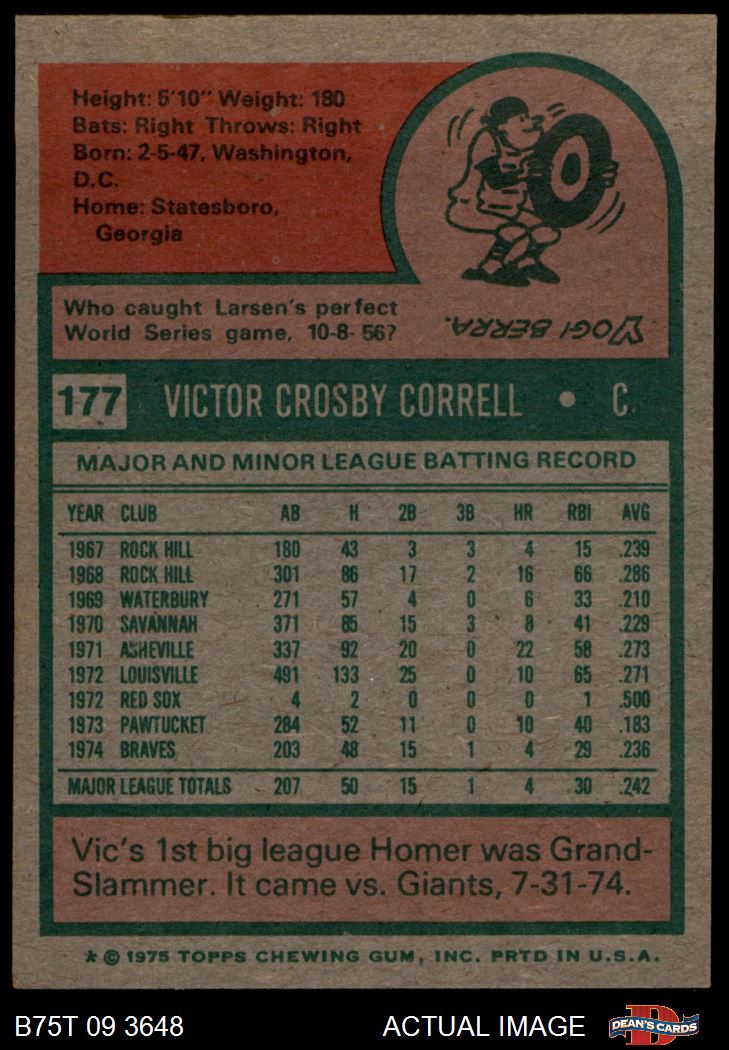 Height: 5'10" Weight: 180
Bats: Right Throws: Right
Born: 2-5-47, Washington,
D.C.
Home: Statesboro,
Georgia
Who caught Larsen's perfect
World Series game, 10-8-56?
YOGI BERRA.
177 VICTOR CROSBY CORRELL • C.
MAJOR AND MINOR LEAGUE BATTING RECORD
YEAR CLUB AB H 2B 3B HR RBI AVG
1967 ROCK HILL 180 43 3 3 4 15 .239
1968 ROCK HILL 301 86 17 2 16 66 .286
1969 WATERBURY 271 57 4 0 6 33 .210
1970 SAVANNAH 371 85 15 3 8 41 .229
1971 ASHEVILLE 337 92 20 0 22 58 .273
1972 LOUISVILLE 491 133 25 0 10 65 .271
1972 RED SOX 4 2 0 0 0 1 .500
1973 PAWTUCKET 284 52 11 0 10 40 .183
1974 BRAVES 203 48 15 1 4 29 .236
MAJOR LEAGUE TOTALS 207 50 15 1 4 30 .242
Vic's 1st big league Homer was Grand-
Slammer. It came vs. Giants, 7-31-74.
* © 1975 TOPPS CHEWING GUM, INC. PRTD IN U.S.A.
B75T 09 3648 ACTUAL IMAGE DEAN'S CARDS